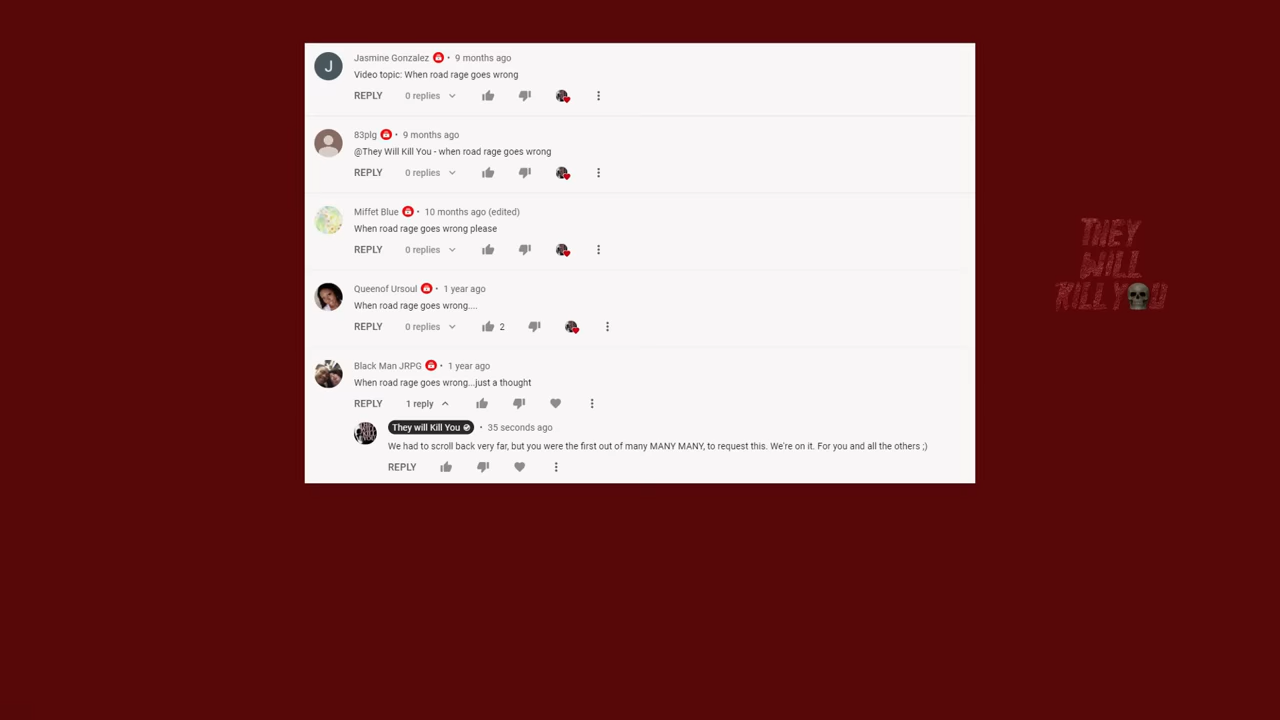 Jasmine Gonzalez • 9 months ago
Video topic: When road rage goes wrong
REPLY 0 replies
83plg • 9 months ago
@They Will Kill You - when road rage goes wrong
REPLY 0 replies
Miffet Blue • 10 months ago (edited)
When road rage goes wrong please
REPLY 0 replies
Queenof Ursoul • 1 year ago
When road rage goes wrong....
REPLY 0 replies 2
Black Man JRPG • 1 year ago
When road rage goes wrong...just a thought
REPLY 1 reply
They will Kill You • 35 seconds ago
We had to scroll back very far, but you were the first out of many MANY MANY, to request this. We're on it. For you and all the others ;)
REPLY
J
THEY
WILL
KILL YOU